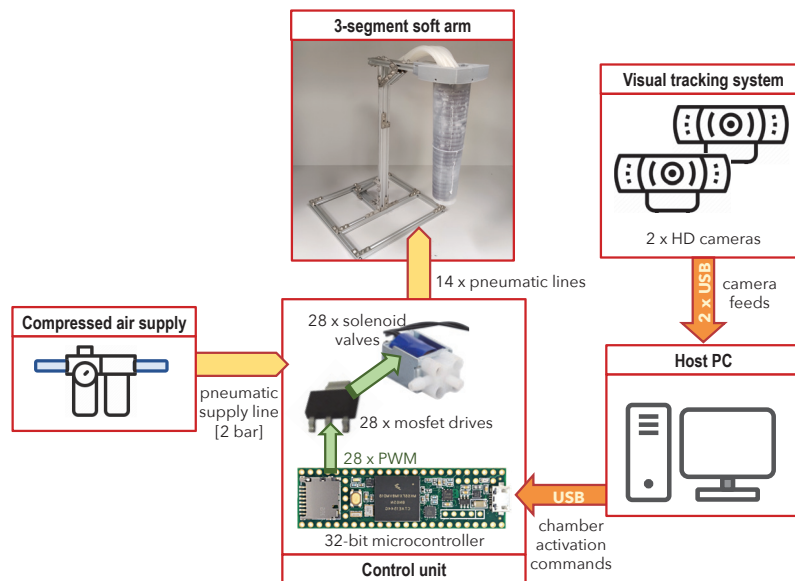 3-segment soft arm
Visual tracking system
2 x HD cameras
14 x pneumatic lines
2 x USB
camera
feeds
Compressed air supply
28 x solenoid
valves
Host PC
pneumatic
supply line
[2 bar]
28 x mosfet drives
28 x PWM
USB
32-bit microcontroller
chamber
activation
commands
Control unit